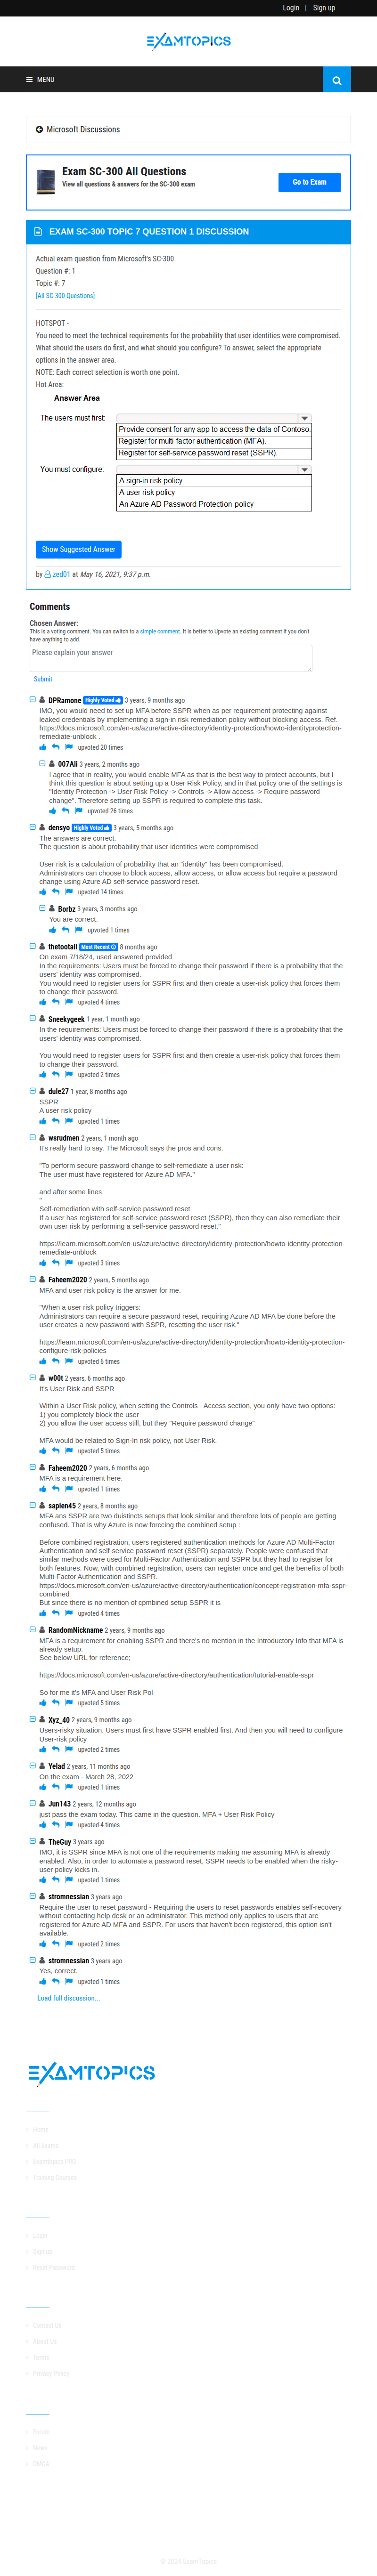 Login | Sign up
EXAMTOPICS
MENU
Microsoft Discussions
Exam SC-300 All Questions
View all questions & answers for the SC-300 exam
Go to Exam
EXAM SC-300 TOPIC 7 QUESTION 1 DISCUSSION
Actual exam question from Microsoft's SC-300
Question #: 1
Topic #: 7
[All SC-300 Questions]
HOTSPOT -
You need to meet the technical requirements for the probability that user identities were compromised.
What should the users do first, and what should you configure? To answer, select the appropriate
options in the answer area.
NOTE: Each correct selection is worth one point.
Hot Area:
Answer Area
The users must first:
Provide consent for any app to access the data of Contoso.
Register for multi-factor authentication (MFA).
Register for self-service password reset (SSPR).
You must configure:
A sign-in risk policy
A user risk policy
An Azure AD Password Protection policy
Show Suggested Answer
by zed01 at May 16, 2021, 9:37 p.m.
Comments
Chosen Answer:
This is a voting comment. You can switch to a simple comment. It is better to Upvote an existing comment if you don't
have anything to add.
Please explain your answer
Submit
DPRamone Highly Voted 3 years, 9 months ago
IMO, you would need to set up MFA before SSPR when as per requirement protecting against
leaked credentials by implementing a sign-in risk remediation policy without blocking access. Ref.
https://docs.microsoft.com/en-us/azure/active-directory/identity-protection/howto-identityprotection-
remediate-unblock .
upvoted 20 times
007Ali 3 years, 2 months ago
I agree that in reality, you would enable MFA as that is the best way to protect accounts, but I
think this question is about setting up a User Risk Policy, and in that policy one of the settings is
"Identity Protection -> User Risk Policy -> Controls -> Allow access -> Require password
change". Therefore setting up SSPR is required to complete this task.
upvoted 26 times
densyo Highly Voted 3 years, 5 months ago
The answers are correct.
The question is about probability that user identities were compromised
User risk is a calculation of probability that an "identity" has been compromised.
Administrators can choose to block access, allow access, or allow access but require a password
change using Azure AD self-service password reset.
upvoted 14 times
Borbz 3 years, 3 months ago
You are correct.
upvoted 1 times
thetootall Most Recent 8 months ago
On exam 7/18/24, used answered provided
In the requirements: Users must be forced to change their password if there is a probability that the
users' identity was compromised.
You would need to register users for SSPR first and then create a user-risk policy that forces them
to change their password.
upvoted 4 times
Sneekygeek 1 year, 1 month ago
In the requirements: Users must be forced to change their password if there is a probability that the
users' identity was compromised.
You would need to register users for SSPR first and then create a user-risk policy that forces them
to change their password.
upvoted 2 times
dule27 1 year, 8 months ago
SSPR
A user risk policy
upvoted 1 times
wsrudmen 2 years, 1 month ago
It's really hard to say. The Microsoft says the pros and cons.
"To perform secure password change to self-remediate a user risk:
The user must have registered for Azure AD MFA."
and after some lines
"
Self-remediation with self-service password reset
If a user has registered for self-service password reset (SSPR), then they can also remediate their
own user risk by performing a self-service password reset."
https://learn.microsoft.com/en-us/azure/active-directory/identity-protection/howto-identity-protection-
remediate-unblock
upvoted 3 times
Faheem2020 2 years, 5 months ago
MFA and user risk policy is the answer for me.
"When a user risk policy triggers:
Administrators can require a secure password reset, requiring Azure AD MFA be done before the
user creates a new password with SSPR, resetting the user risk."
https://learn.microsoft.com/en-us/azure/active-directory/identity-protection/howto-identity-protection-
configure-risk-policies
upvoted 6 times
w00t 2 years, 6 months ago
It's User Risk and SSPR
Within a User Risk policy, when setting the Controls - Access section, you only have two options:
1) you completely block the user
2) you allow the user access still, but they "Require password change"
MFA would be related to Sign-In risk policy, not User Risk.
upvoted 5 times
Faheem2020 2 years, 6 months ago
MFA is a requirement here.
upvoted 1 times
sapien45 2 years, 8 months ago
MFA ans SSPR are two duistincts setups that look similar and therefore lots of people are getting
confused. That is why Azure is now forccing the combined setup :
Before combined registration, users registered authentication methods for Azure AD Multi-Factor
Authentication and self-service password reset (SSPR) separately. People were confused that
similar methods were used for Multi-Factor Authentication and SSPR but they had to register for
both features. Now, with combined registration, users can register once and get the benefits of both
Multi-Factor Authentication and SSPR.
https://docs.microsoft.com/en-us/azure/active-directory/authentication/concept-registration-mfa-sspr-
combined
But since there is no mention of cpmbined setup SSPR it is
upvoted 4 times
RandomNickname 2 years, 9 months ago
MFA is a requirement for enabling SSPR and there's no mention in the Introductory Info that MFA is
already setup.
See below URL for reference;
https://docs.microsoft.com/en-us/azure/active-directory/authentication/tutorial-enable-sspr
So for me it's MFA and User Risk Pol
upvoted 5 times
Xyz_40 2 years, 9 months ago
Users-risky situation. Users must first have SSPR enabled first. And then you will need to configure
User-risk policy
upvoted 2 times
Yelad 2 years, 11 months ago
On the exam - March 28, 2022
upvoted 1 times
Jun143 2 years, 12 months ago
just pass the exam today. This came in the question. MFA + User Risk Policy
upvoted 4 times
TheGuy 3 years ago
IMO, it is SSPR since MFA is not one of the requirements making me assuming MFA is already
enabled. Also, in order to automate a password reset, SSPR needs to be enabled when the risky-
user policy kicks in.
upvoted 1 times
stromnessian 3 years ago
Require the user to reset password - Requiring the users to reset passwords enables self-recovery
without contacting help desk or an administrator. This method only applies to users that are
registered for Azure AD MFA and SSPR. For users that haven't been registered, this option isn't
available.
upvoted 2 times
stromnessian 3 years ago
Yes, correct.
upvoted 1 times
Load full discussion...
EXAMTOPICS
Home
All Exams
Examtopics PRO
Training Courses
Login
Sign up
Reset Password
Contact Us
About Us
Terms
Privacy Policy
Forum
News
DMCA
© 2024 ExamTopics